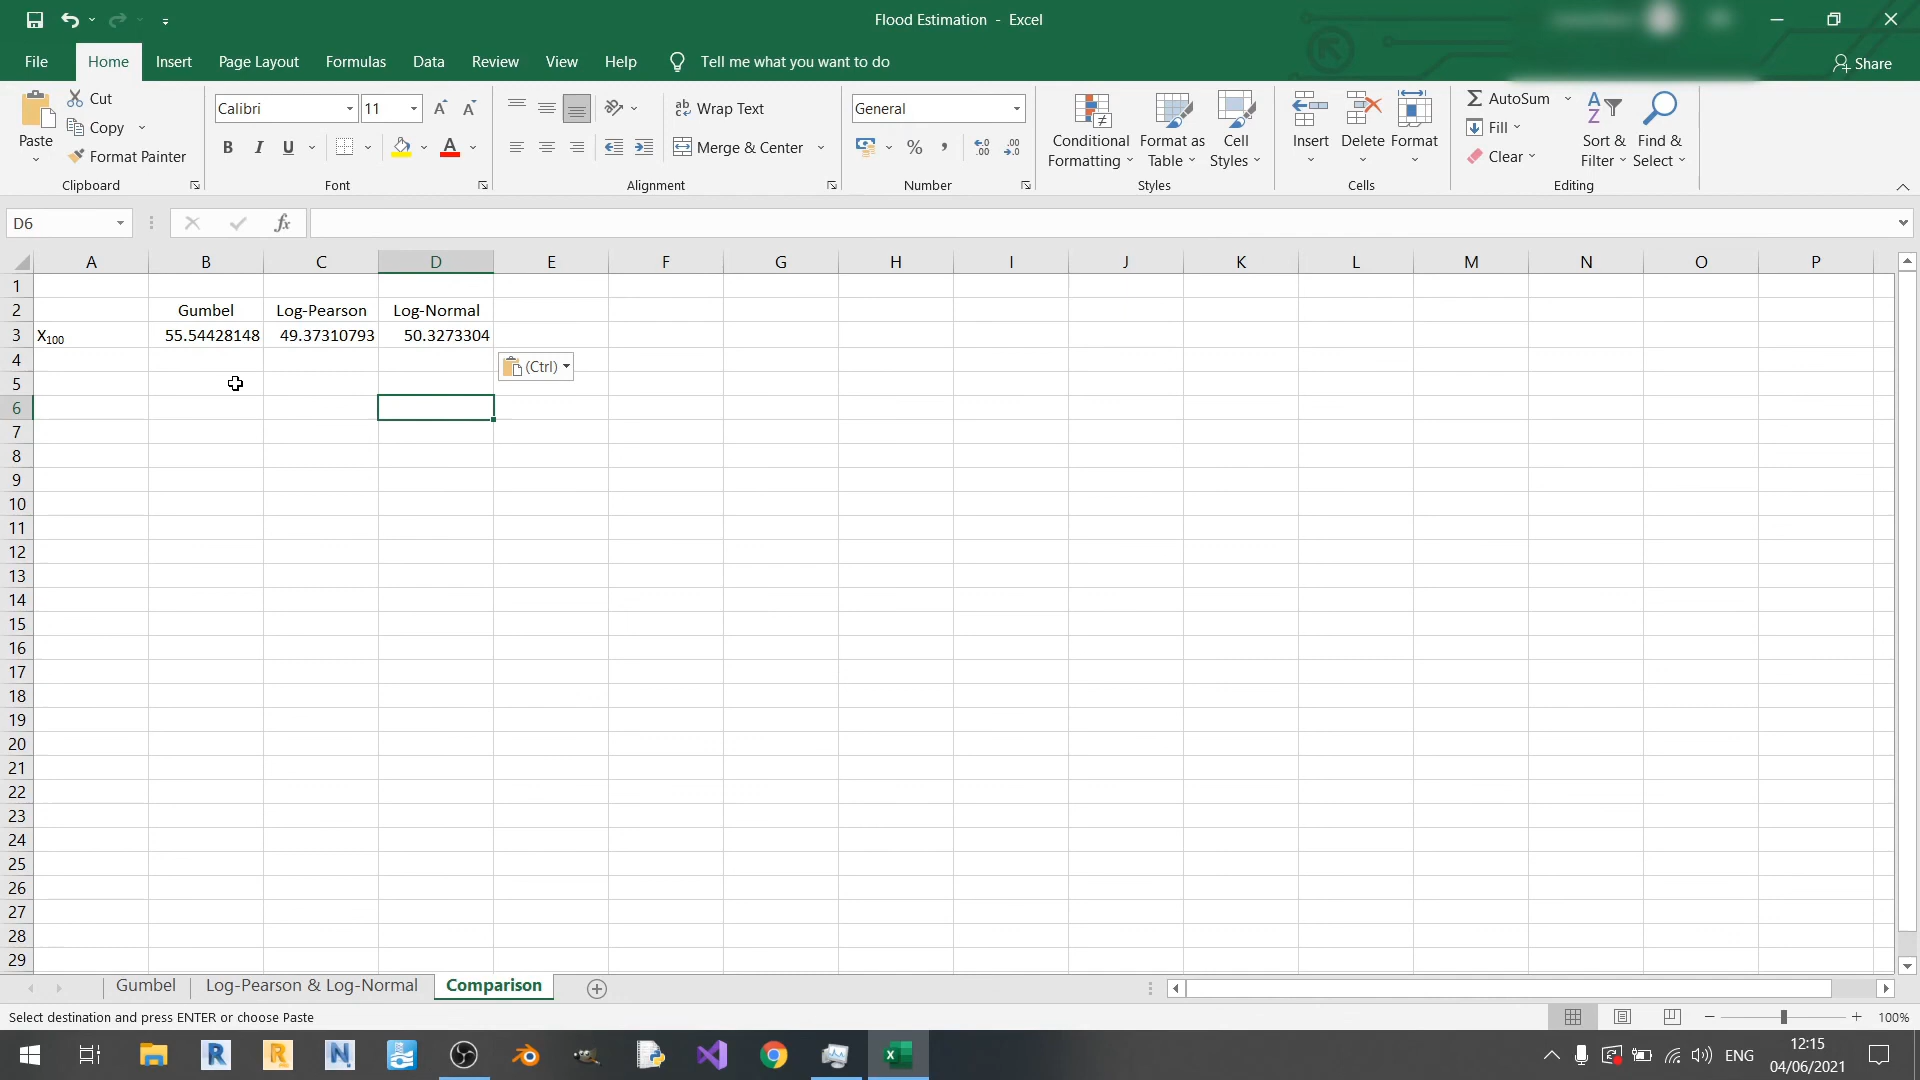 Flood Estimation - Excel
File Home Insert Page Layout Formulas Data Review View Help Tell me what you want to do Share
Paste
Cut
Copy
Format Painter
Clipboard
Calibri 11
B I U A
Font
Wrap Text
Merge & Center
Alignment
General
% ,
Number
Conditional Formatting
Format as Table
Cell Styles
Styles
Insert Delete Format
Cells
AutoSum
Fill
Clear
Sort & Filter
Find & Select
Editing
D6 fx
A B C D E F G H I J K L M N O P
1
2 Gumbel Log-Pearson Log-Normal
3 X100 55.54428148 49.37310793 50.3273304
4 (Ctrl)
5
6
7
8
9
10
11
12
13
14
15
16
17
18
19
20
21
22
23
24
25
26
27
28
29
Gumbel Log-Pearson & Log-Normal Comparison
Select destination and press ENTER or choose Paste 100%
ENG 12:15
04/06/2021